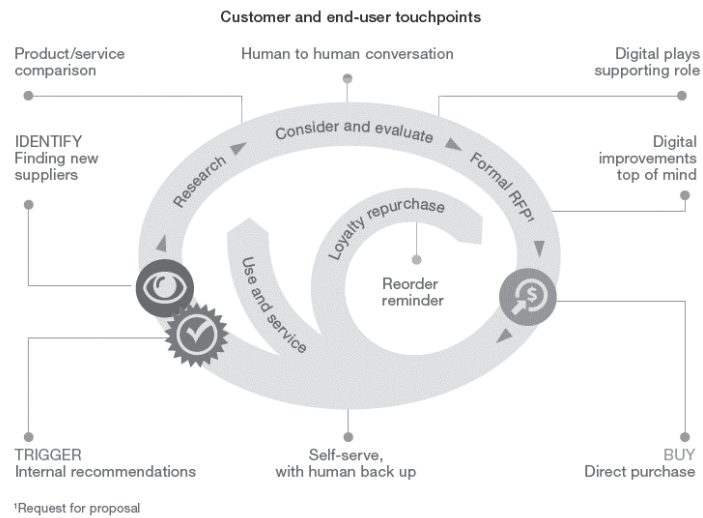 Customer and end-user touchpoints
Product/service
comparison
Human to human conversation
Digital plays
supporting role
IDENTIFY
Finding new
suppliers
Digital
improvements
top of mind
Research
Consider and evaluate
Formal RFP¹
Loyalty repurchase
Use and service
Reorder
reminder
$
TRIGGER
Internal recommendations
Self-serve,
with human back up
BUY
Direct purchase
¹Request for proposal